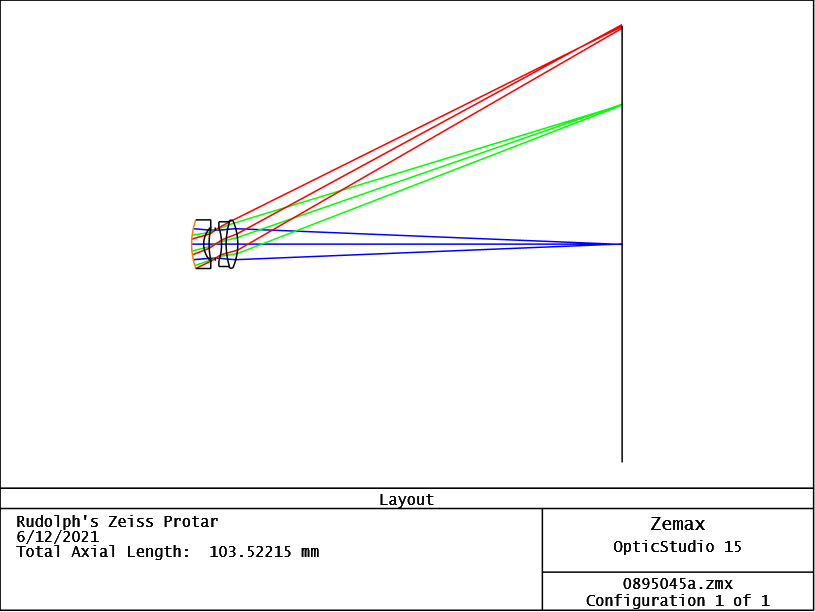 Layout
Rudolph's Zeiss Protar
6/12/2021
Total Axial Length:  103.52215 mm
Zemax
OpticStudio 15
O895045a.zmx
Configuration 1 of 1